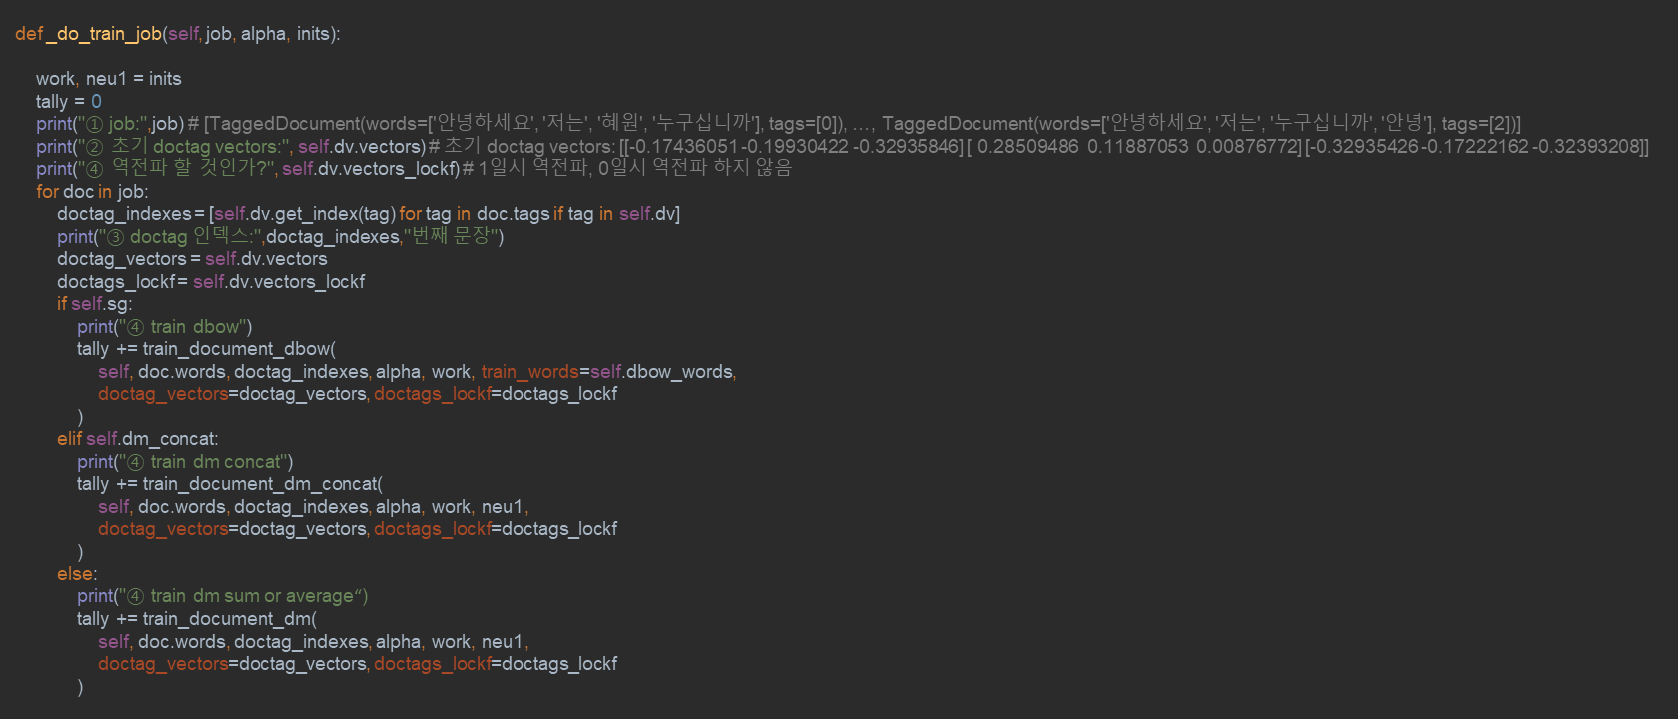 def _do_train_job(self, job, alpha, inits):
work, neu1 = inits
tally = 0
print("① job:",job) # [TaggedDocument(words=['안녕하세요', '저는', '혜원', '누구십니까'], tags=[0]), …, TaggedDocument(words=['안녕하세요', '저는', '누구십니까', '안녕'], tags=[2])]
print("② 초기 doctag vectors:", self.dv.vectors) # 초기 doctag vectors: [[-0.17436051 -0.19930422 -0.32935846] [ 0.28509486 0.11887053 0.00876772] [-0.32935426 -0.17222162 -0.32393208]]
print("④ 역전파 할 것인가?", self.dv.vectors_lockf) # 1일시 역전파, 0일시 역전파 하지 않음
for doc in job:
doctag_indexes = [self.dv.get_index(tag) for tag in doc.tags if tag in self.dv]
print("③ doctag 인덱스:",doctag_indexes,"번째 문장")
doctag_vectors = self.dv.vectors
doctags_lockf = self.dv.vectors_lockf
if self.sg:
print("④ train dbow")
tally += train_document_dbow(
self, doc.words, doctag_indexes, alpha, work, train_words=self.dbow_words,
doctag_vectors=doctag_vectors, doctags_lockf=doctags_lockf
)
elif self.dm_concat:
print("④ train dm concat")
tally += train_document_dm_concat(
self, doc.words, doctag_indexes, alpha, work, neu1,
doctag_vectors=doctag_vectors, doctags_lockf=doctags_lockf
)
else:
print("④ train dm sum or average“)
tally += train_document_dm(
self, doc.words, doctag_indexes, alpha, work, neu1,
doctag_vectors=doctag_vectors, doctags_lockf=doctags_lockf
)